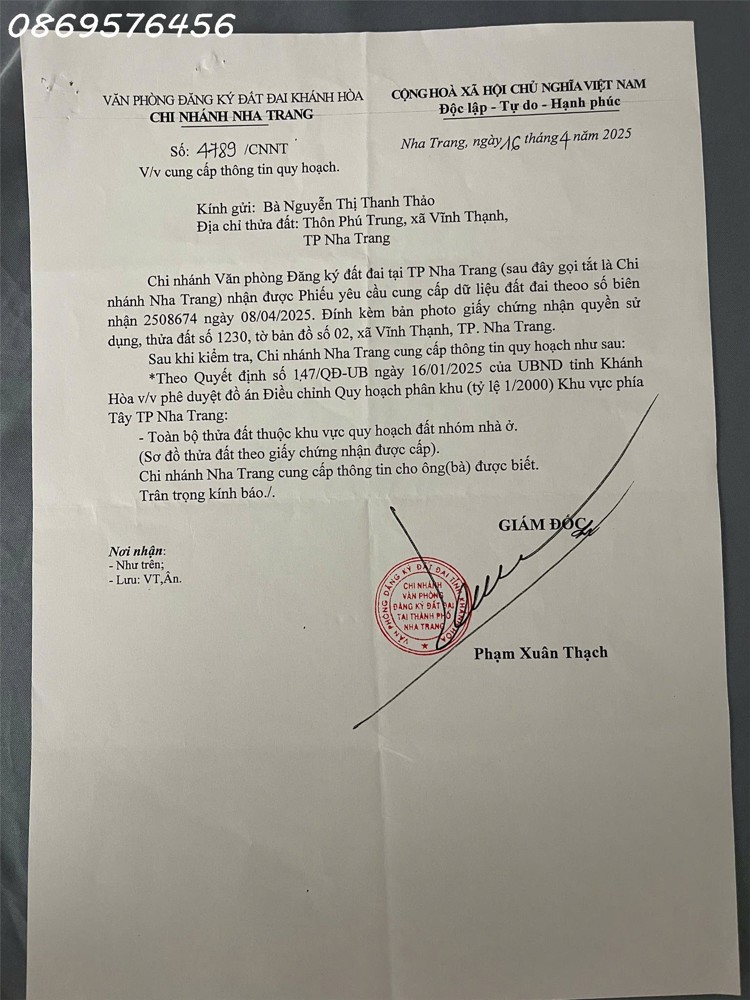 0869576456
VĂN PHÒNG ĐĂNG KÝ ĐẤT ĐAI KHÁNH HÒA
CHI NHÁNH NHA TRANG
CỘNG HOÀ XÃ HỘI CHỦ NGHĨA VIỆT NAM
Độc lập - Tự do - Hạnh phúc
Số: 4789 /CNNT
V/v cung cấp thông tin quy hoạch.
Nha Trang, ngày 16 tháng 4 năm 2025
Kính gửi: Bà Nguyễn Thị Thanh Thảo
Địa chỉ thửa đất: Thôn Phú Trung, xã Vĩnh Thạnh,
TP Nha Trang
Chi nhánh Văn phòng Đăng ký đất đai tại TP Nha Trang (sau đây gọi tắt là Chi
nhánh Nha Trang) nhận được Phiếu yêu cầu cung cấp dữ liệu đất đai theoo số biên
nhận 2508674 ngày 08/04/2025. Đính kèm bản photo giấy chứng nhận quyền sử
dụng, thửa đất số 1230, tờ bản đồ số 02, xã Vĩnh Thạnh, TP. Nha Trang.
Sau khi kiểm tra, Chi nhánh Nha Trang cung cấp thông tin quy hoạch như sau:
*Theo Quyết định số 147/QĐ-UB ngày 16/01/2025 của UBND tỉnh Khánh
Hòa v/v phê duyệt đồ án Điều chỉnh Quy hoạch phân khu (tỷ lệ 1/2000) Khu vực phía
Tây TP Nha Trang:
- Toàn bộ thửa đất thuộc khu vực quy hoạch đất nhóm nhà ở.
(Sơ đồ thửa đất theo giấy chứng nhận được cấp).
Chi nhánh Nha Trang cung cấp thông tin cho ông(bà) được biết.
Trân trọng kính báo./.
GIÁM ĐỐC
Nơi nhận:
- Như trên;
- Lưu: VT,Ân.
VĂN PHÒNG ĐĂNG KÝ ĐẤT ĐAI TỈNH KHÁNH HÒA
CHI NHÁNH
VĂN PHÒNG
ĐĂNG KÝ ĐẤT ĐAI
TẠI THÀNH PHỐ
NHA TRANG
Phạm Xuân Thạch